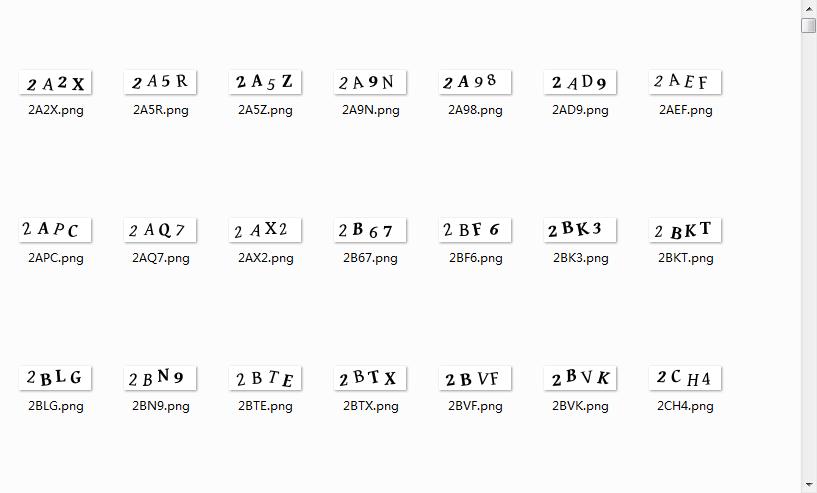 2A2X 2A5R 2A5Z 2A9N 2A98 2AD9 2AEF
2A2X.png 2A5R.png 2A5Z.png 2A9N.png 2A98.png 2AD9.png 2AEF.png
2APC 2AQ7 2AX2 2B67 2BF6 2BK3 2BKT
2APC.png 2AQ7.png 2AX2.png 2B67.png 2BF6.png 2BK3.png 2BKT.png
2BLG 2BN9 2BTE 2BTX 2BVF 2BVK 2CH4
2BLG.png 2BN9.png 2BTE.png 2BTX.png 2BVF.png 2BVK.png 2CH4.png